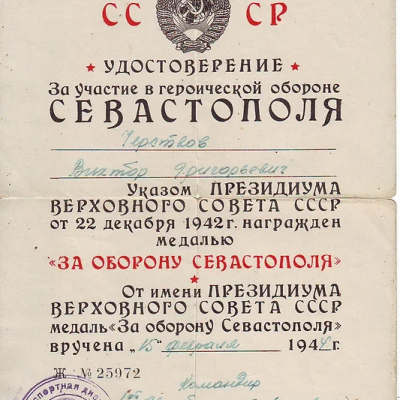 СССР
★ УДОСТОВЕРЕНИЕ ★
За участие в героической обороне
СЕВАСТОПОЛЯ
Виктор Григорьевич
Указом ПРЕЗИДИУМА
ВЕРХОВНОГО СОВЕТА СССР
от 22 декабря 1942 г. награжден
медалью
«ЗА ОБОРОНУ СЕВАСТОПОЛЯ»
★
От имени ПРЕЗИДИУМА
ВЕРХОВНОГО СОВЕТА СССР
медаль «За оборону Севастополя»
вручена „15" февраля 1944 г.
Ж № 25972
Командир